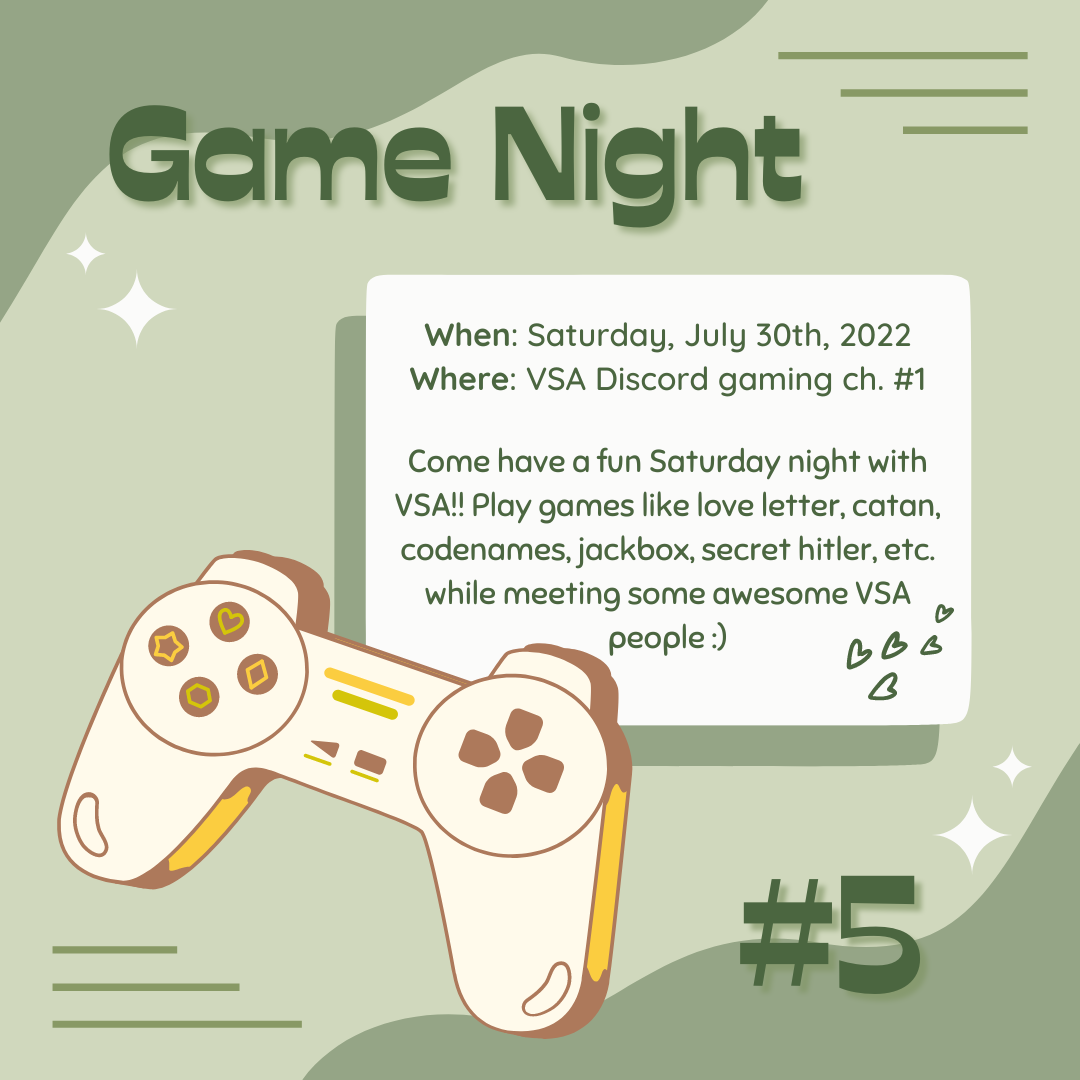 Game Night
When: Saturday, July 30th, 2022
Where: VSA Discord gaming ch. #1
Come have a fun Saturday night with
VSA!! Play games like love letter, catan,
codenames, jackbox, secret hitler, etc.
while meeting some awesome VSA
people :)
#5